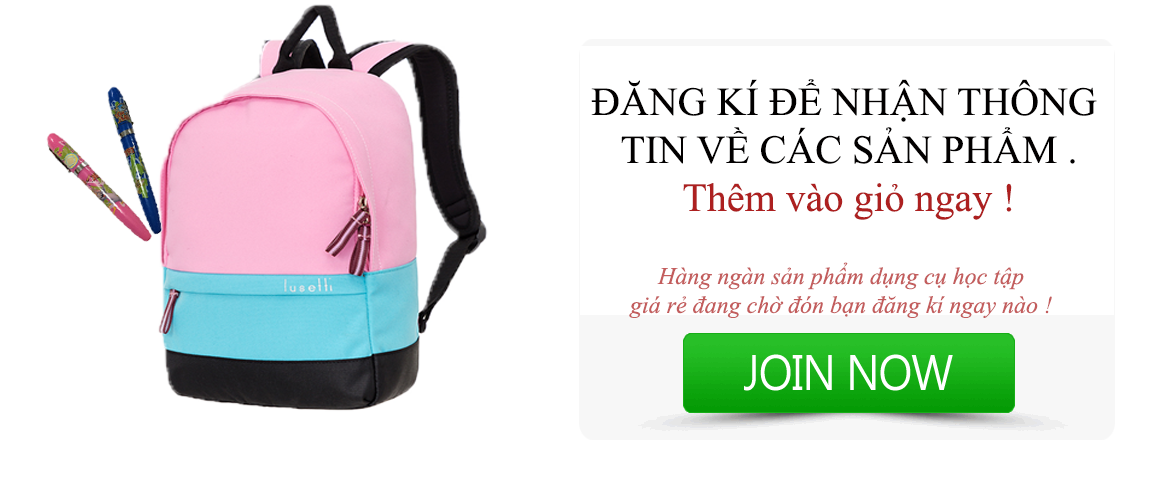 lusetti
ĐĂNG KÍ ĐỂ NHẬN THÔNG
TIN VỀ CÁC SẢN PHẨM .
Thêm vào giỏ ngay !
Hàng ngàn sản phẩm dụng cụ học tập
giá rẻ đang chờ đón bạn đăng kí ngay nào !
JOIN NOW